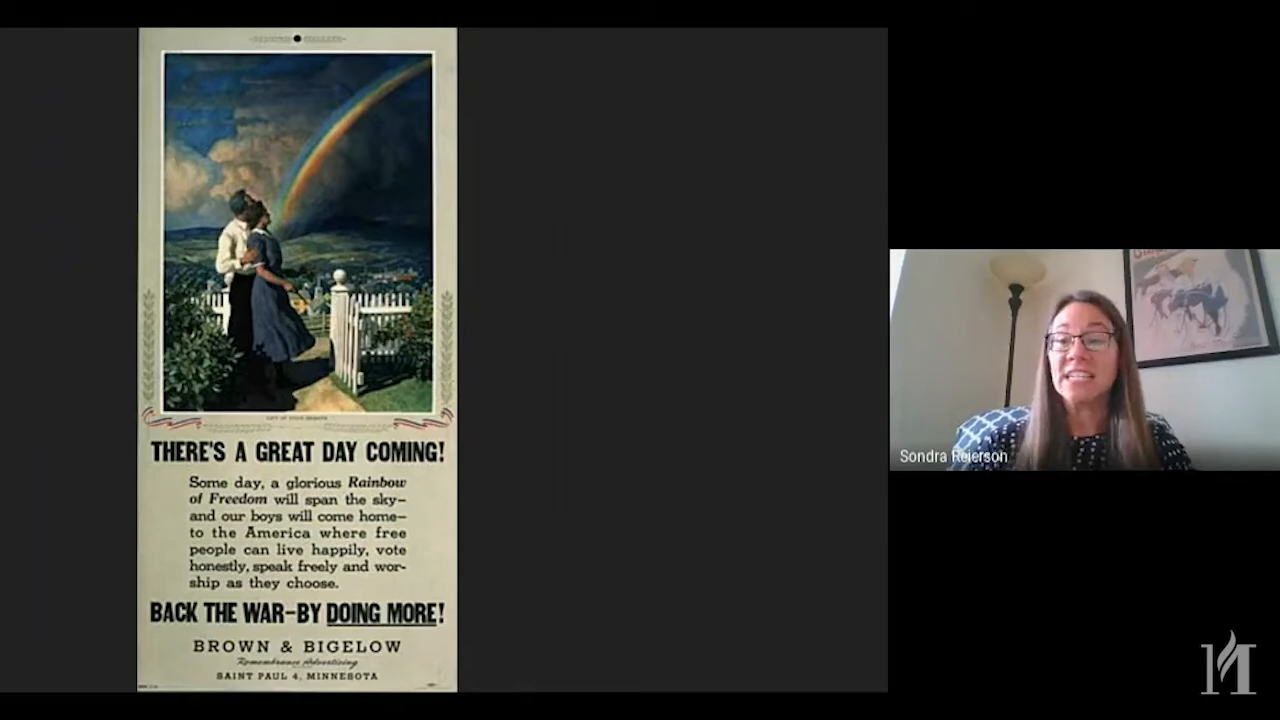 THERE'S A GREAT DAY COMING!
Some day, a glorious Rainbow
of Freedom will span the sky—
and our boys will come home—
to the America where free
people can live happily, vote
honestly, speak freely and wor-
ship as they choose.
BACK THE WAR—BY DOING MORE!
BROWN & BIGELOW
Remembrance Advertising
SAINT PAUL 4, MINNESOTA
Sondra Reierson